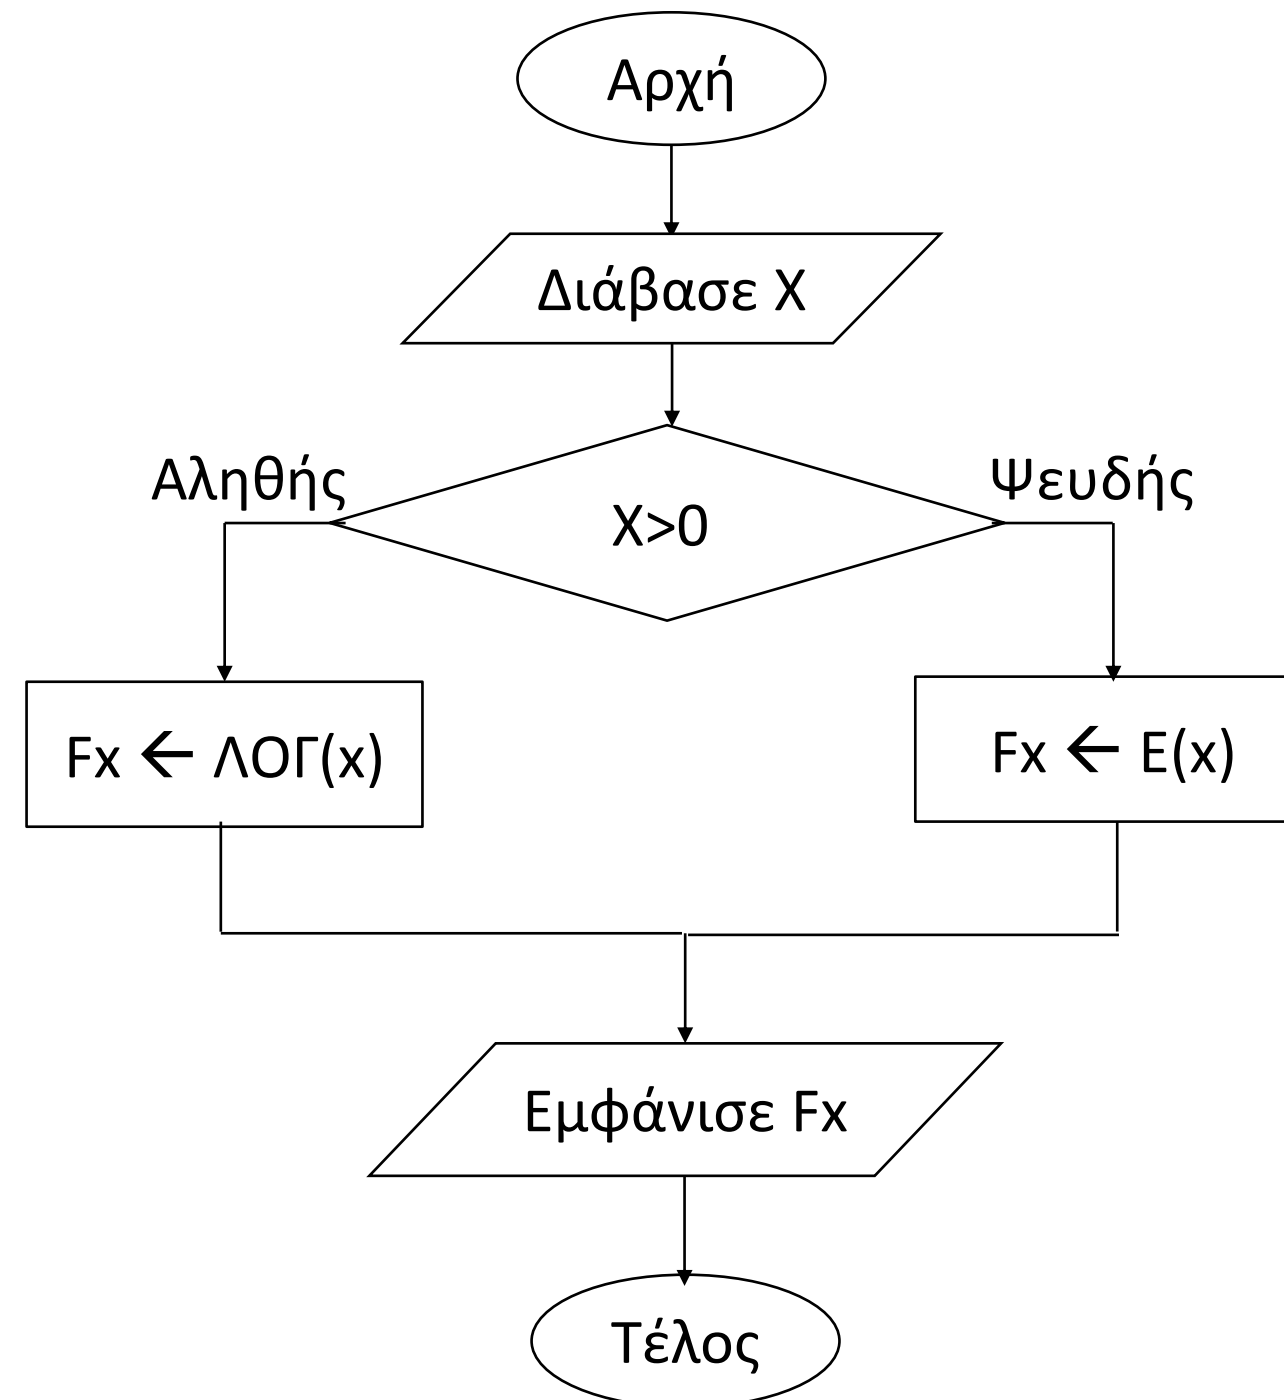 Αρχή
Διάβασε Χ
Αληθής
Ψευδής
Χ>0
Fx ← ΛΟΓ(x)
Fx ← Ε(x)
Εμφάνισε Fx
Τέλος